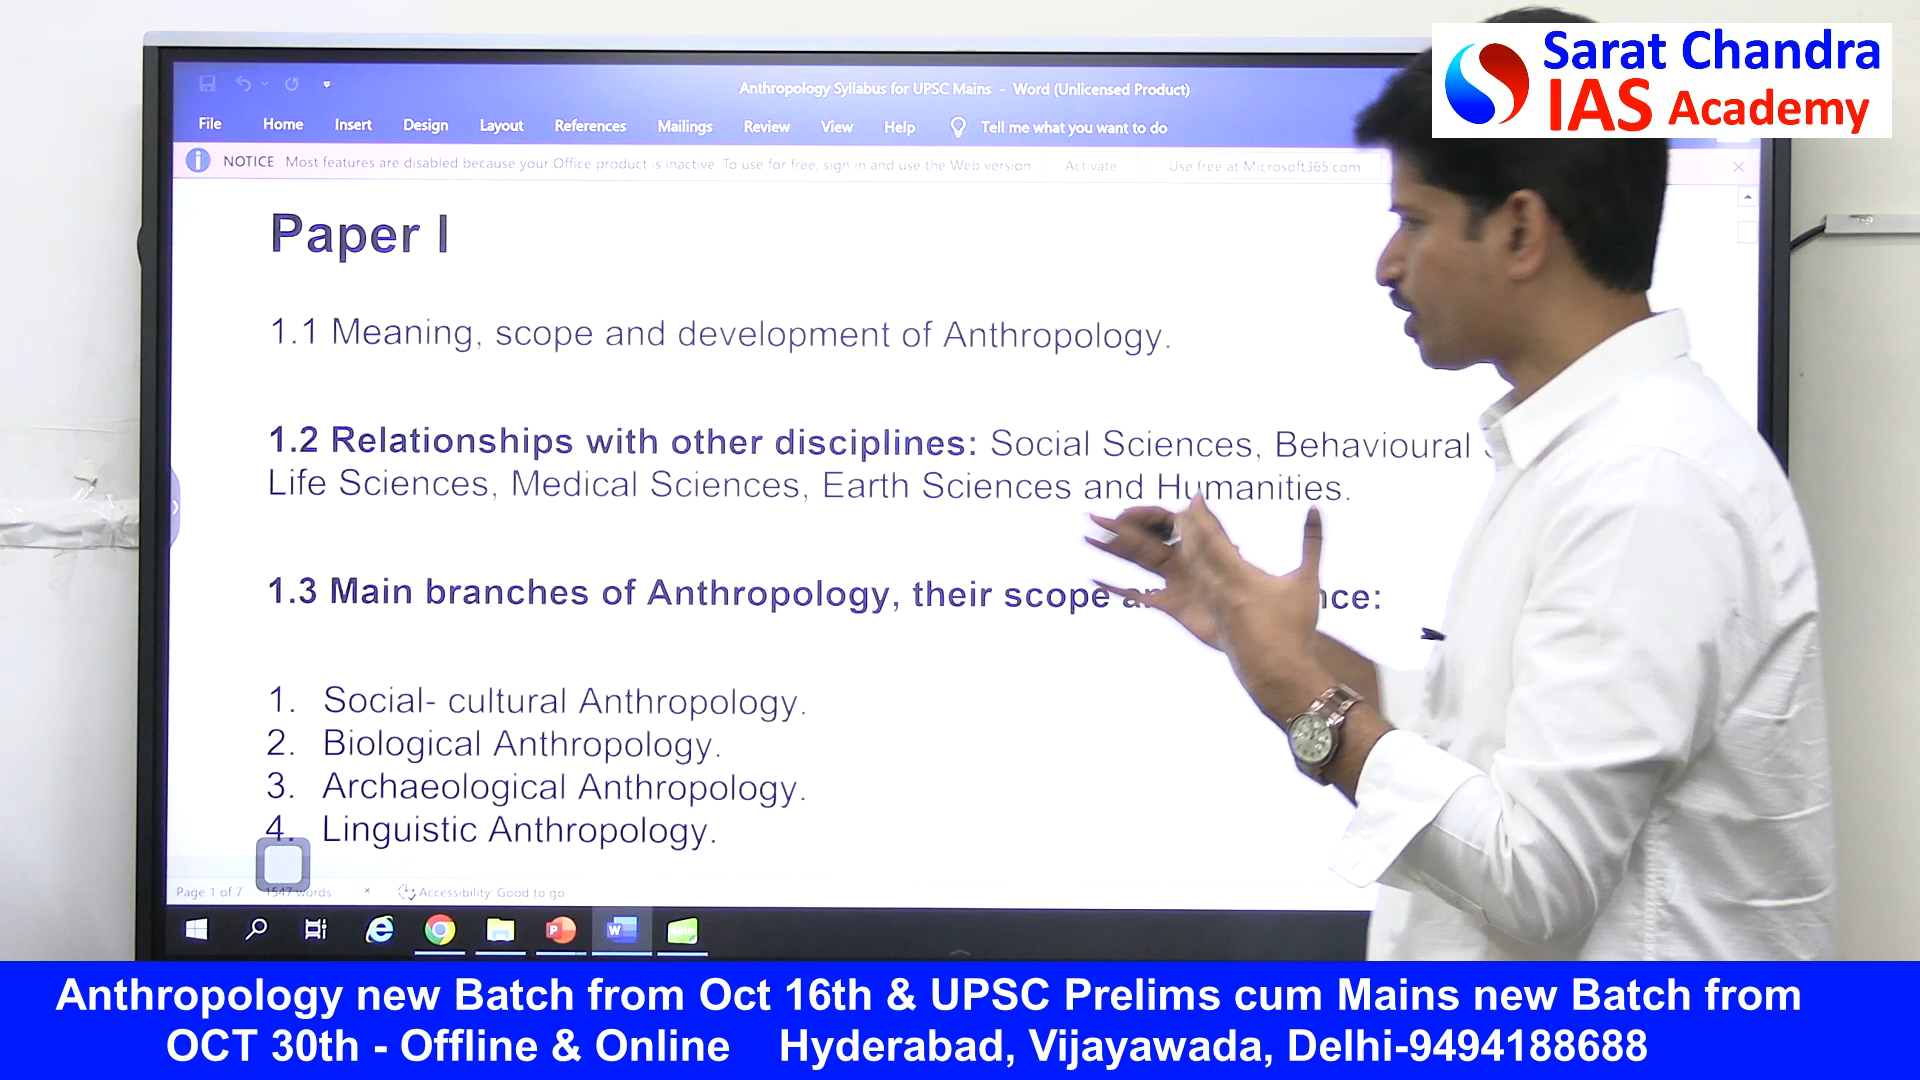 Sarat Chandra
IAS Academy
Anthropology Syllabus for UPSC Mains - Word (Unlicensed Product)
File Home Insert Design Layout References Mailings Review View Help Tell me what you want to do
NOTICE Most features are disabled because your Office product is inactive. To use for free, sign in and use the Web version Activate Use free at Microsoft365.com
Paper I
1.1 Meaning, scope and development of Anthropology.
1.2 Relationships with other disciplines: Social Sciences, Behavioural
Life Sciences, Medical Sciences, Earth Sciences and Humanities.
1.3 Main branches of Anthropology, their scope
1. Social- cultural Anthropology.
2. Biological Anthropology.
3. Archaeological Anthropology.
4. Linguistic Anthropology.
Page 1 of 7 1547 words Accessibility: Good to go
Anthropology new Batch from Oct 16th & UPSC Prelims cum Mains new Batch from
OCT 30th - Offline & Online Hyderabad, Vijayawada, Delhi-9494188688